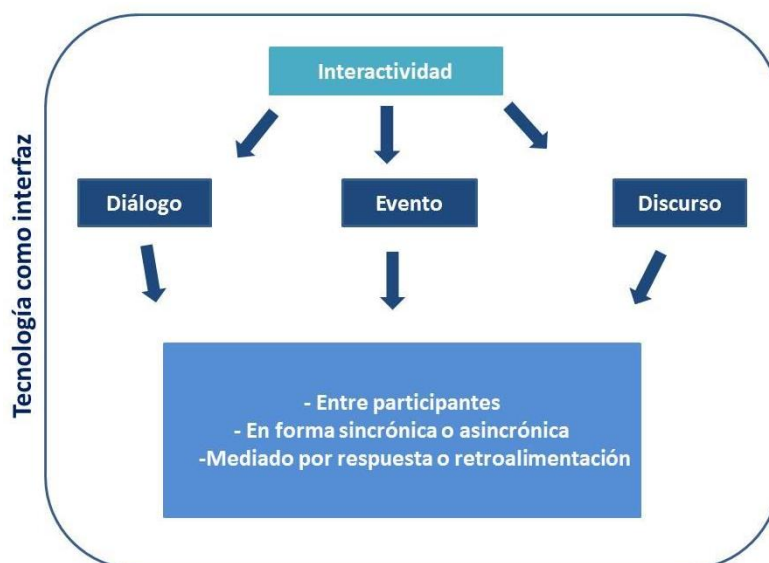 Tecnología como interfaz
Interactividad
Diálogo
Evento
Discurso
- Entre participantes
- En forma sincrónica o asincrónica
-Mediado por respuesta o retroalimentación